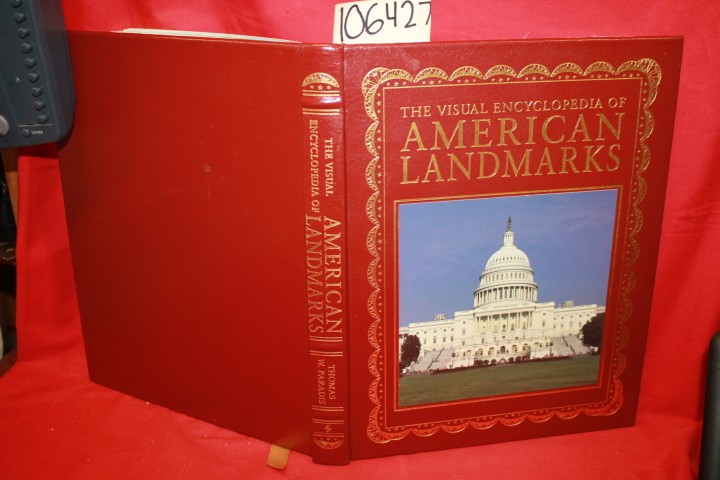 106427
THE VISUAL ENCYCLOPEDIA OF
AMERICAN
LANDMARKS
THE VISUAL
ENCYCLOPEDIA OF
AMERICAN
LANDMARKS
THOMAS
W. PARADIS